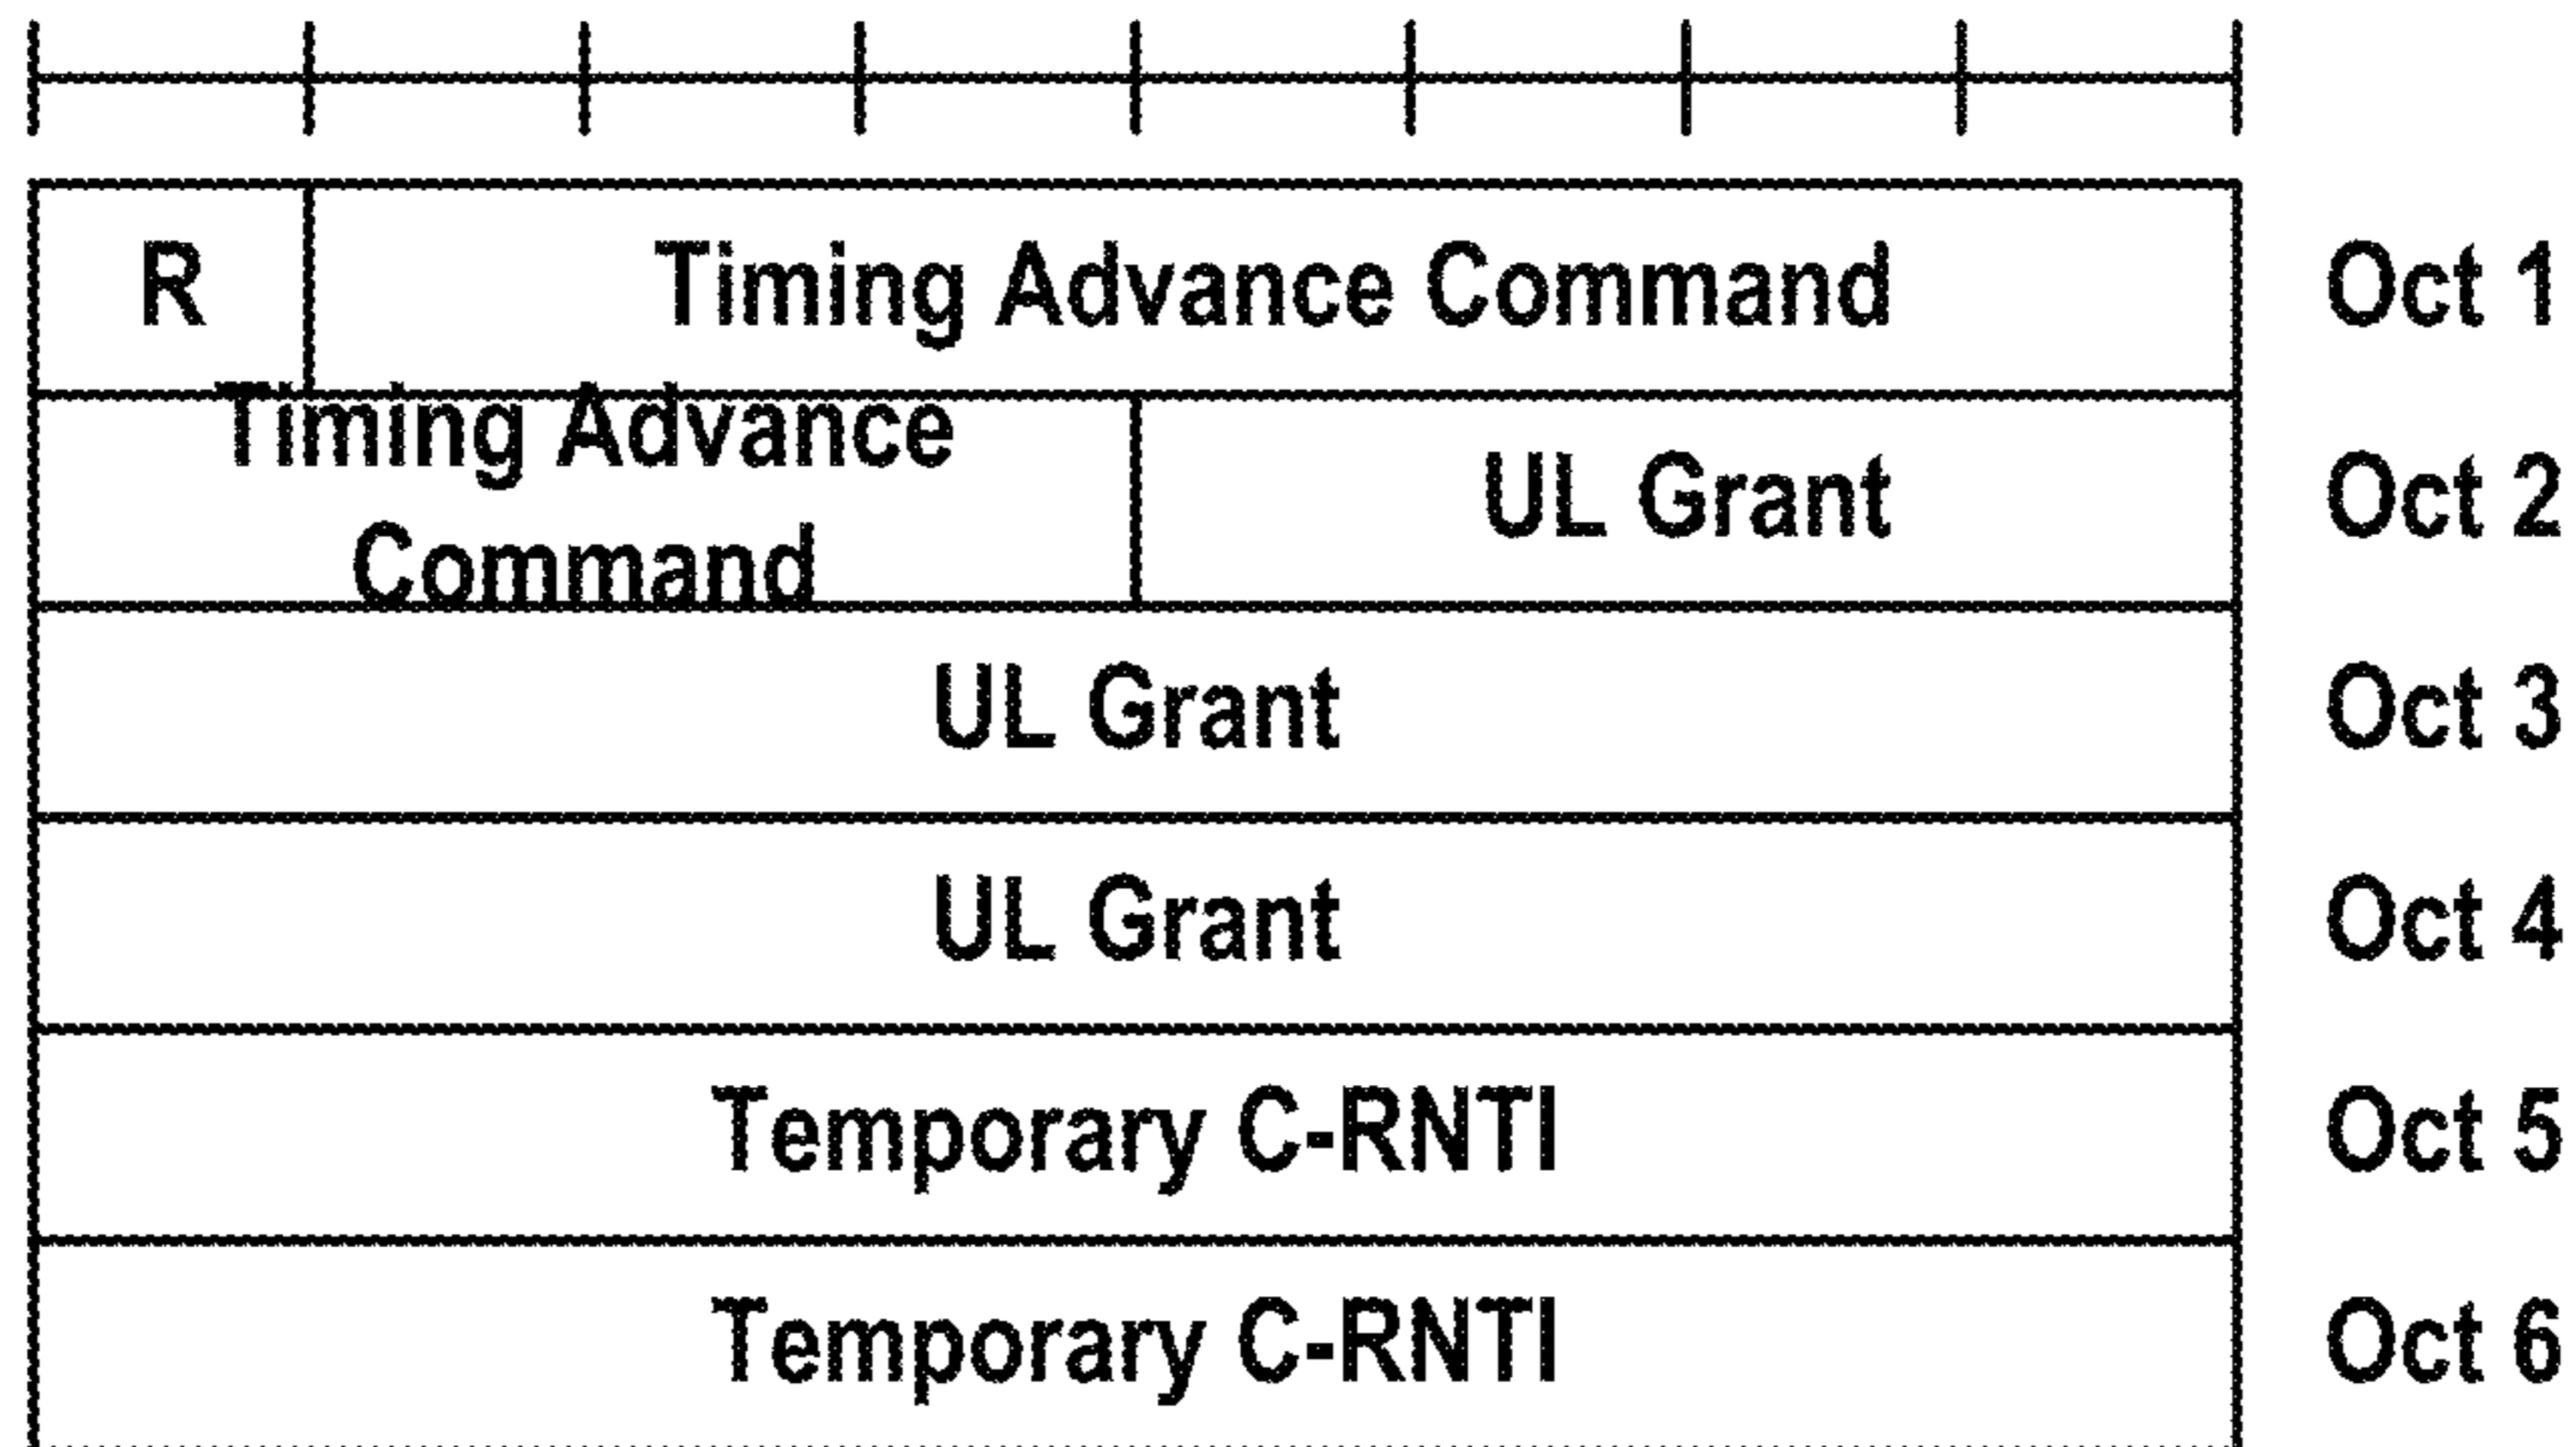 R Timing Advance Command Oct 1
Timing Advance
Command UL Grant Oct 2
UL Grant Oct 3
UL Grant Oct 4
Temporary C-RNTI Oct 5
Temporary C-RNTI Oct 6